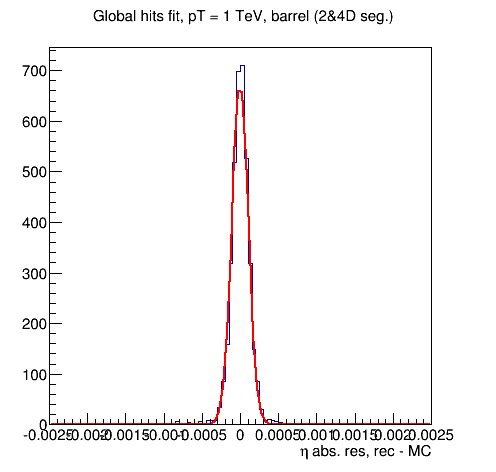 Global hits fit, pT = 1 TeV, barrel (2&4D seg.)
700
600
500
400
300
200
100
0
-0.0025 -0.002 -0.0015 -0.001 -0.0005 0 0.0005 0.001 0.0015 0.002 0.0025
η abs. res, rec - MC